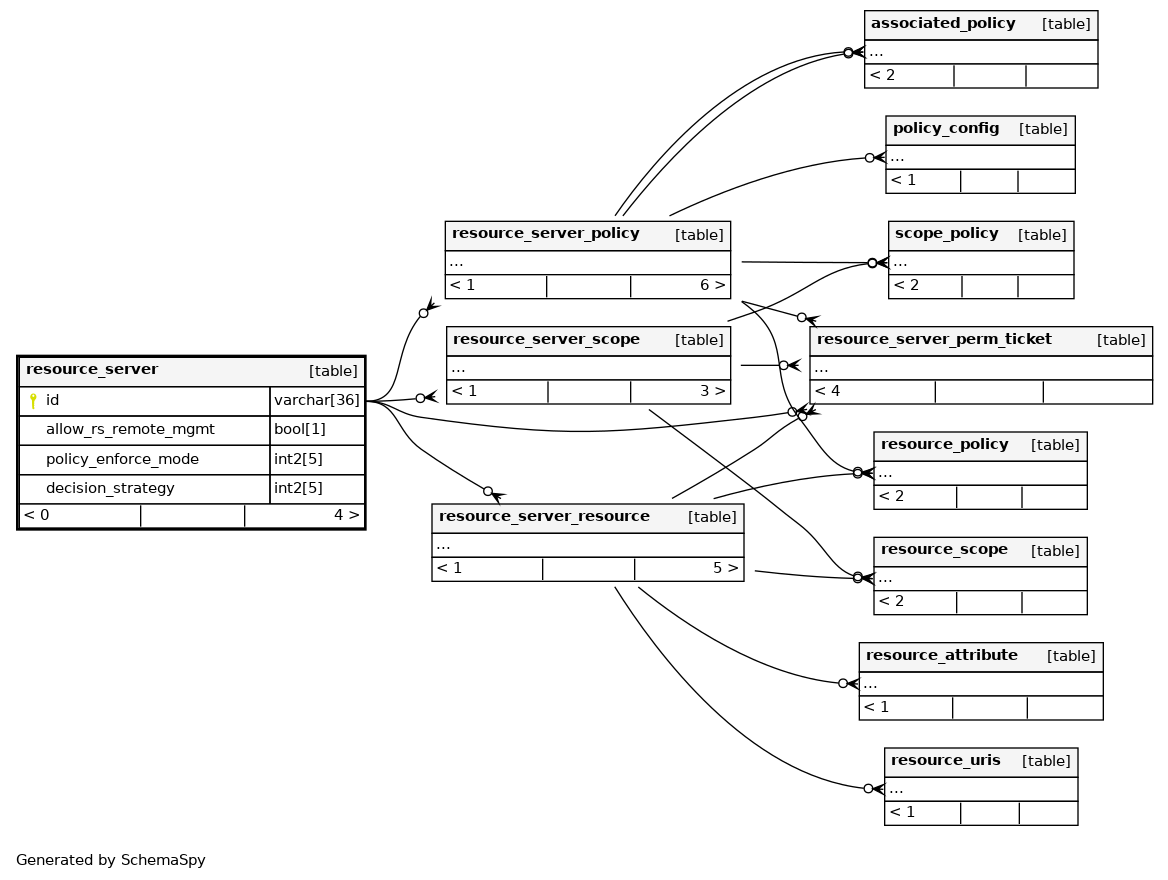 associated_policy [table]
...
< 2
policy_config [table]
...
< 1
resource_server_policy [table]
...
< 1 6 >
scope_policy [table]
...
< 2
resource_server_scope [table]
...
< 1 3 >
resource_server_perm_ticket [table]
...
< 4
resource_server [table]
id varchar[36]
allow_rs_remote_mgmt bool[1]
policy_enforce_mode int2[5]
decision_strategy int2[5]
< 0 4 >
resource_policy [table]
...
< 2
resource_server_resource [table]
...
< 1 5 >
resource_scope [table]
...
< 2
resource_attribute [table]
...
< 1
resource_uris [table]
...
< 1
Generated by SchemaSpy